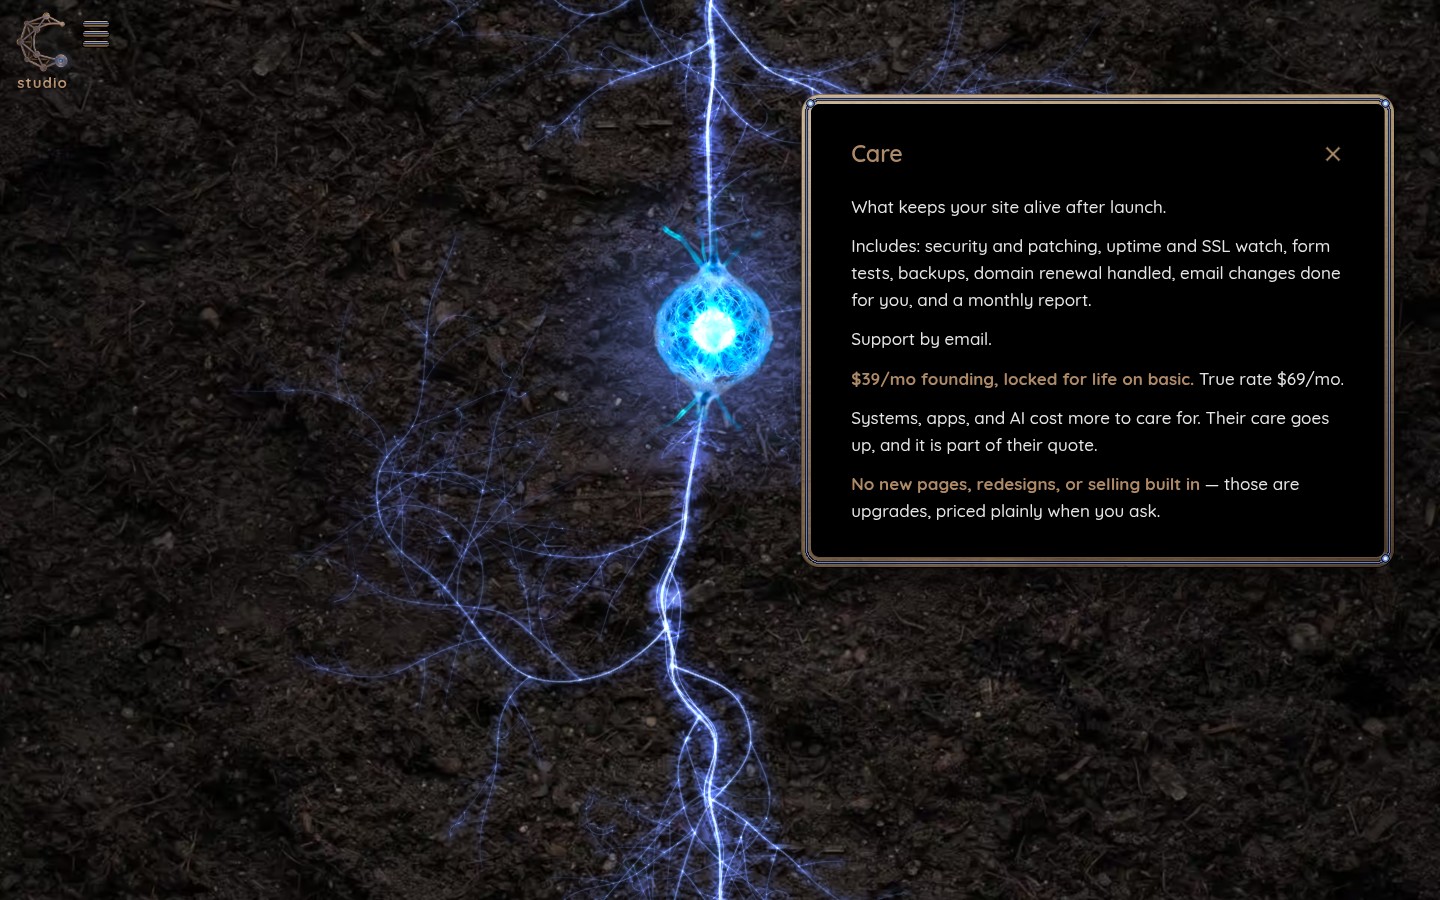 studio
Care
What keeps your site alive after launch.
Includes: security and patching, uptime and SSL watch, form
tests, backups, domain renewal handled, email changes done
for you, and a monthly report.
Support by email.
$39/mo founding, locked for life on basic. True rate $69/mo.
Systems, apps, and AI cost more to care for. Their care goes
up, and it is part of their quote.
No new pages, redesigns, or selling built in — those are
upgrades, priced plainly when you ask.